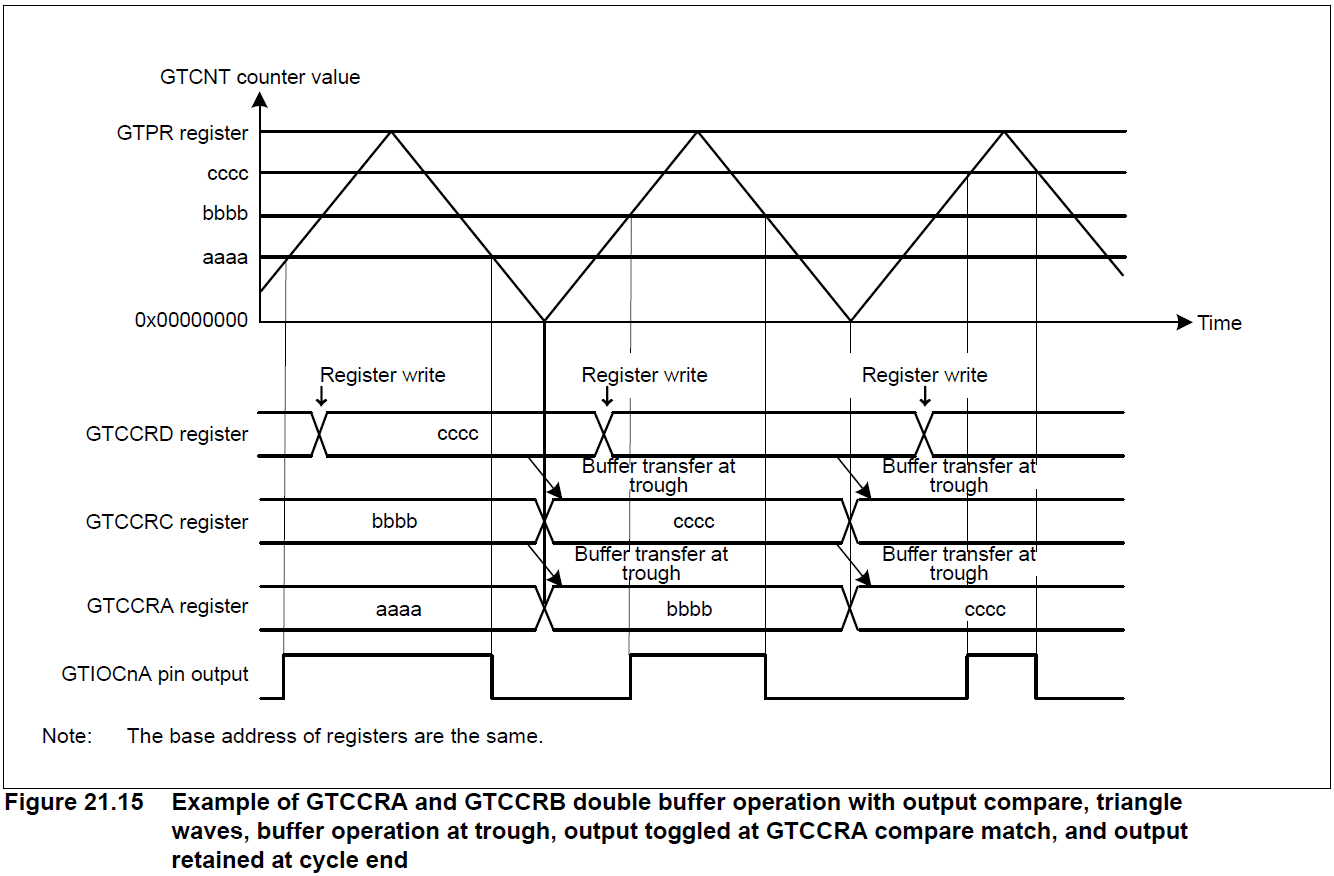 GTCNT counter value
GTPR register
cccc
bbbb
aaaa
0x00000000
Time
Register write
Register write
Register write
GTCCRD register
cccc
Buffer transfer at
trough
Buffer transfer at
trough
GTCCRC register
bbbb
cccc
Buffer transfer at
trough
Buffer transfer at
trough
GTCCRA register
aaaa
bbbb
cccc
GTIOCnA pin output
Note: The base address of registers are the same.
Figure 21.15 Example of GTCCRA and GTCCRB double buffer operation with output compare, triangle
waves, buffer operation at trough, output toggled at GTCCRA compare match, and output
retained at cycle end